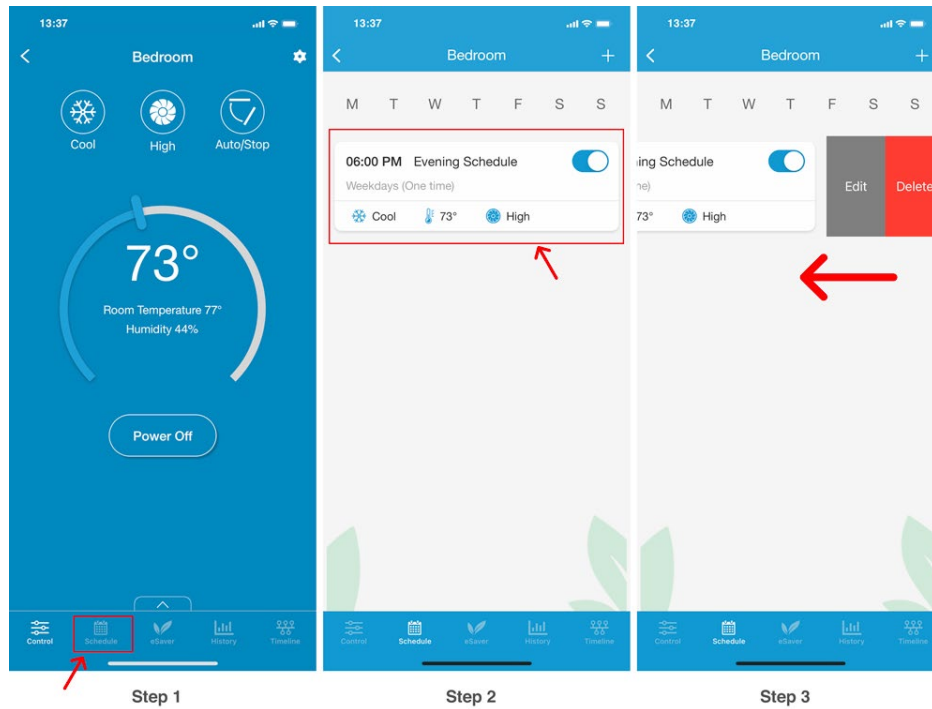 13:37
Bedroom
Cool
High
Auto/Stop
73°
Room Temperature 77°
Humidity 44%
Power Off
Control
Schedule
eSaver
History
Timeline
Step 1
13:37
Bedroom
M T W T F S S
06:00 PM Evening Schedule
Weekdays (One time)
Cool 73° High
Control
Schedule
eSaver
History
Timeline
Step 2
13:37
Bedroom
M T W T F S S
ing Schedule
ne)
73° High
Edit
Delete
Control
Schedule
eSaver
History
Timeline
Step 3